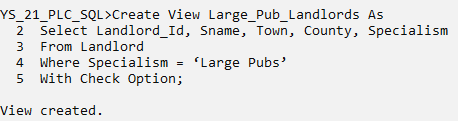 YS_21_PLC_SQL>Create View Large_Pub_Landlords As
2 Select Landlord_Id, Sname, Town, County, Specialism
3 From Landlord
4 Where Specialism = ‘Large Pubs’
5 With Check Option;
View created.